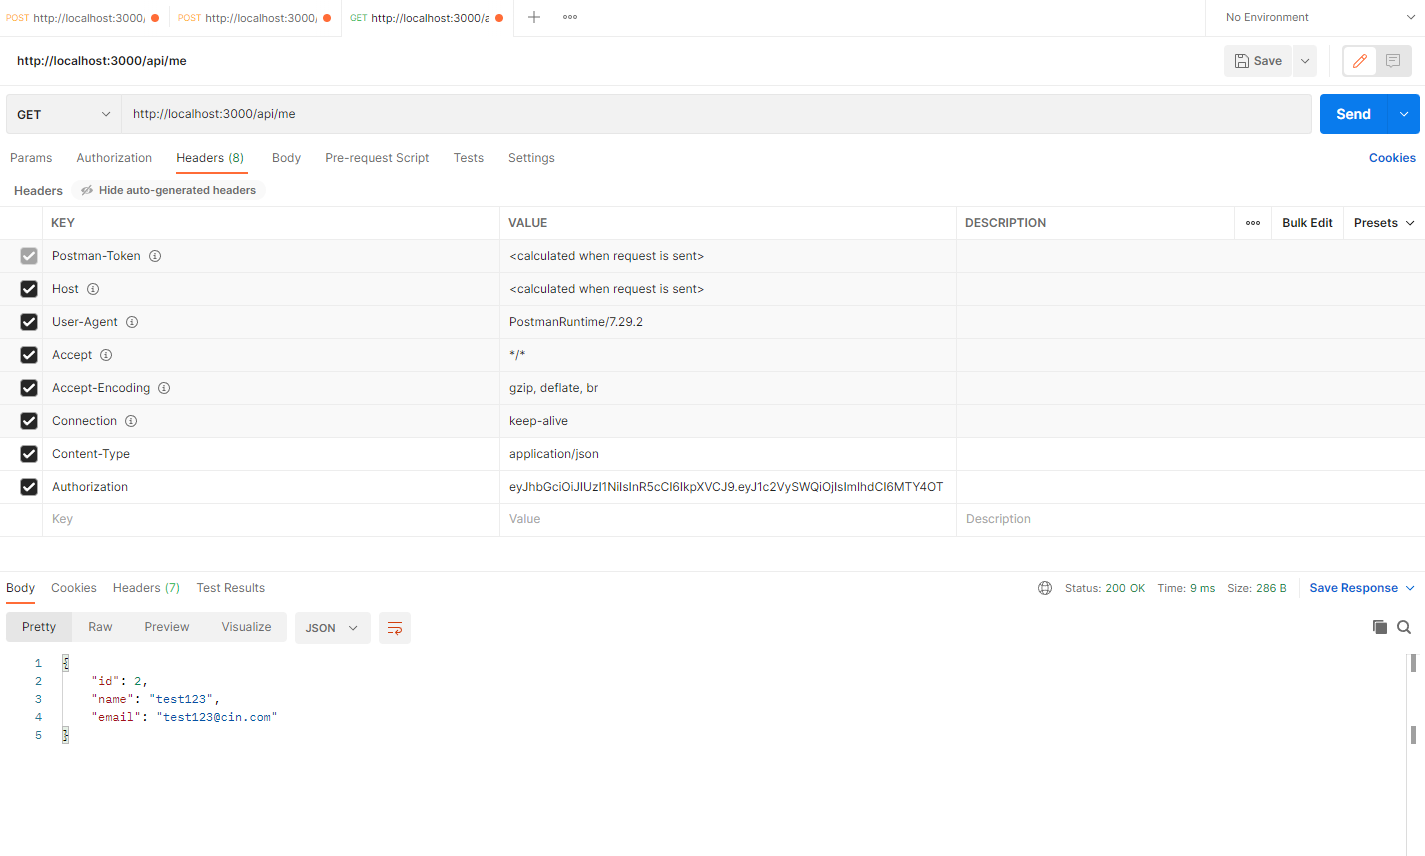 POST http://localhost:3000/ POST http://localhost:3000/ GET http://localhost:3000/a No Environment
http://localhost:3000/api/me Save
GET http://localhost:3000/api/me Send
Params Authorization Headers (8) Body Pre-request Script Tests Settings Cookies
Headers Hide auto-generated headers
KEY VALUE DESCRIPTION Bulk Edit Presets
Postman-Token <calculated when request is sent>
Host <calculated when request is sent>
User-Agent PostmanRuntime/7.29.2
Accept */*
Accept-Encoding gzip, deflate, br
Connection keep-alive
Content-Type application/json
Authorization eyJhbGciOiJIUzI1NiIsInR5cCI6IkpXVCJ9.eyJ1c2VySWQiOjIsImlhdCI6MTY4OT
Key Value Description
Body Cookies Headers (7) Test Results Status: 200 OK Time: 9 ms Size: 286 B Save Response
Pretty Raw Preview Visualize JSON
1 {
2 "id": 2,
3 "name": "test123",
4 "email": "test123@cin.com"
5 }